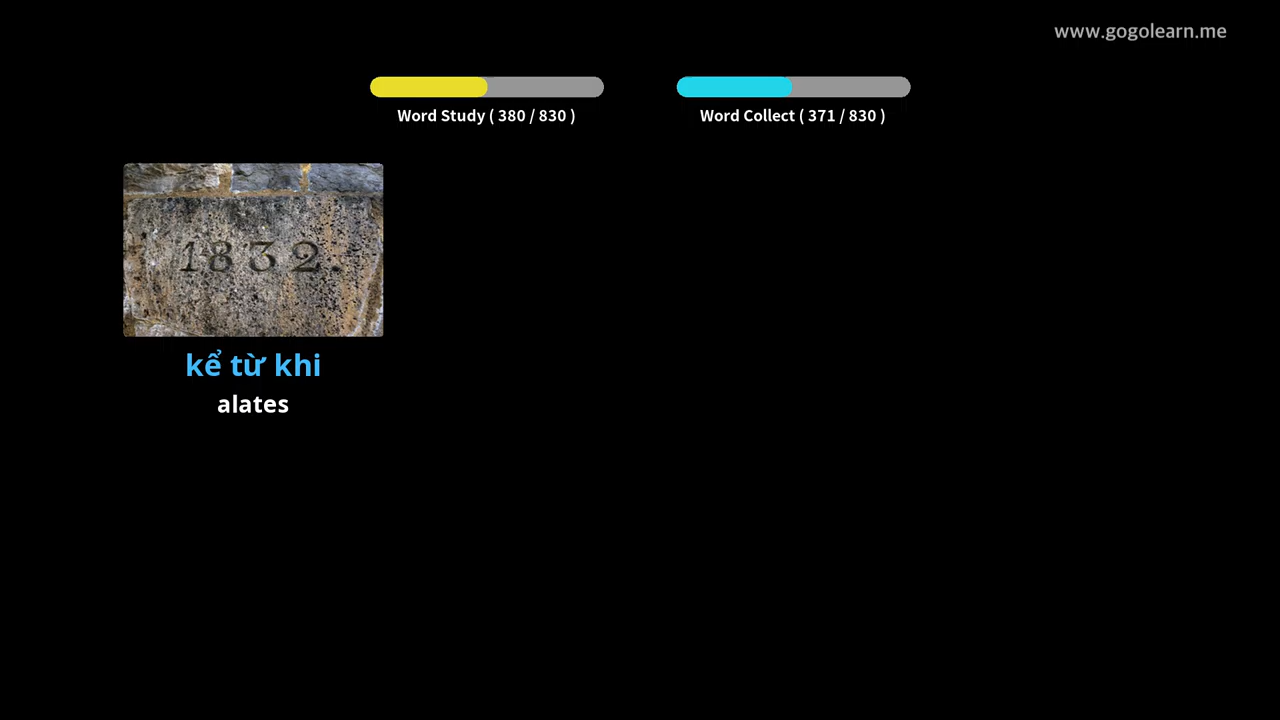 www.gogolearn.me
Word Study ( 380 / 830 )
Word Collect ( 371 / 830 )
1832.
kể từ khi
alates